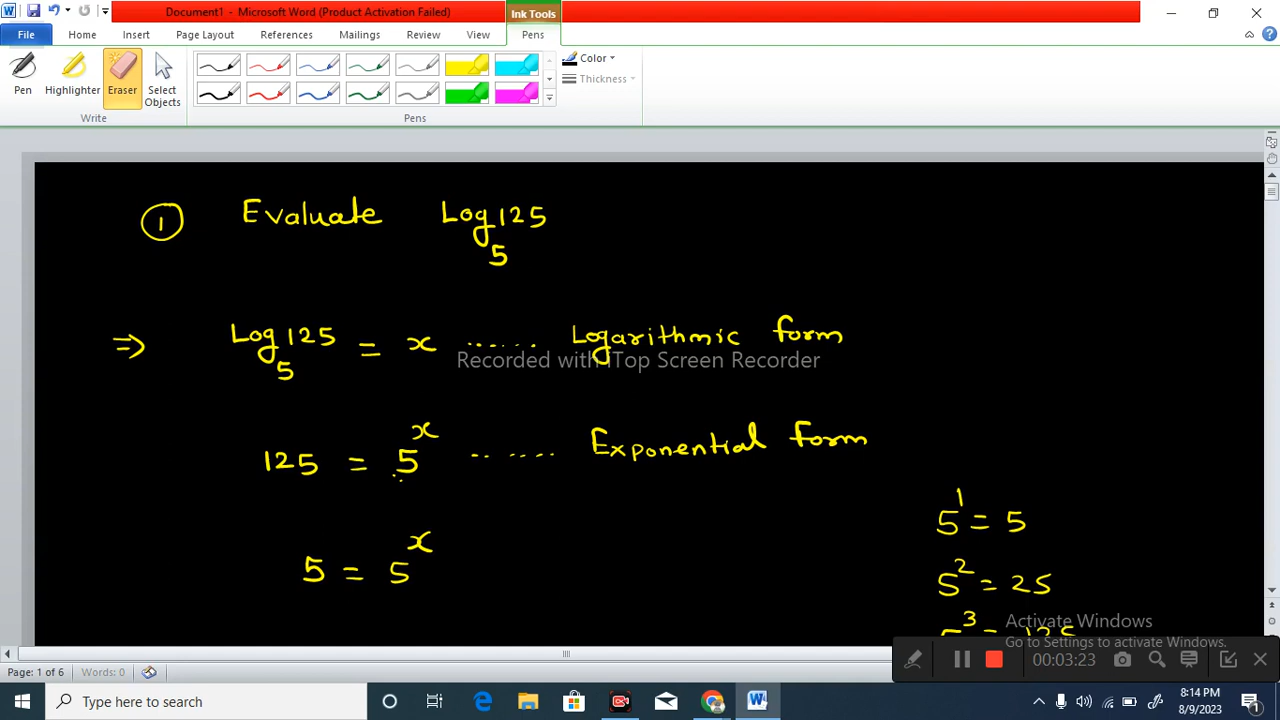 Document1 - Microsoft Word (Product Activation Failed)
Ink Tools
File Home Insert Page Layout References Mailings Review View Pens
Pen Highlighter Eraser Select Objects
Color
Thickness
Write Pens
① Evaluate Log₅125
⇒ Log₅125 = x ....... Logarithmic form
Recorded with iTop Screen Recorder
125 = 5ˣ ....... Exponential form
5¹ = 5
5 = 5ˣ
5² = 25
5³ = 125
Activate Windows
Go to Settings to activate Windows.
00:03:23
Page: 1 of 6 Words: 0
Type here to search
8:14 PM
8/9/2023